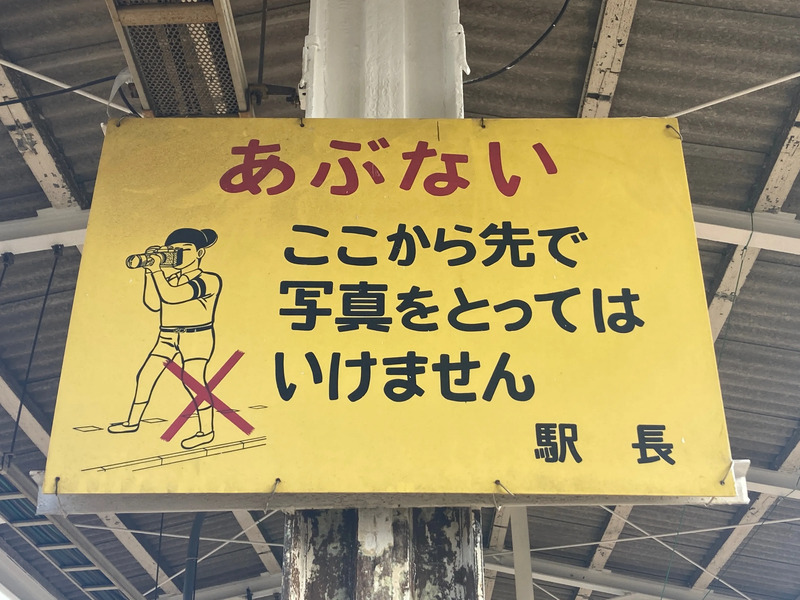 あぶない
ここから先で
写真をとっては
いけません
駅 長